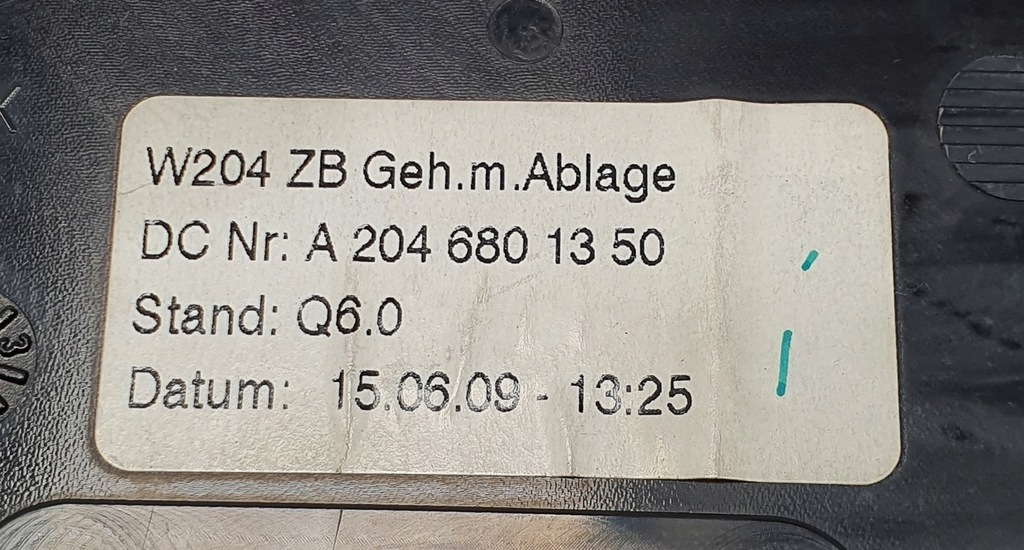 W204 ZB Geh.m.Ablage
DC Nr: A 204 680 13 50
Stand: Q6.0
Datum: 15.06.09 - 13:25